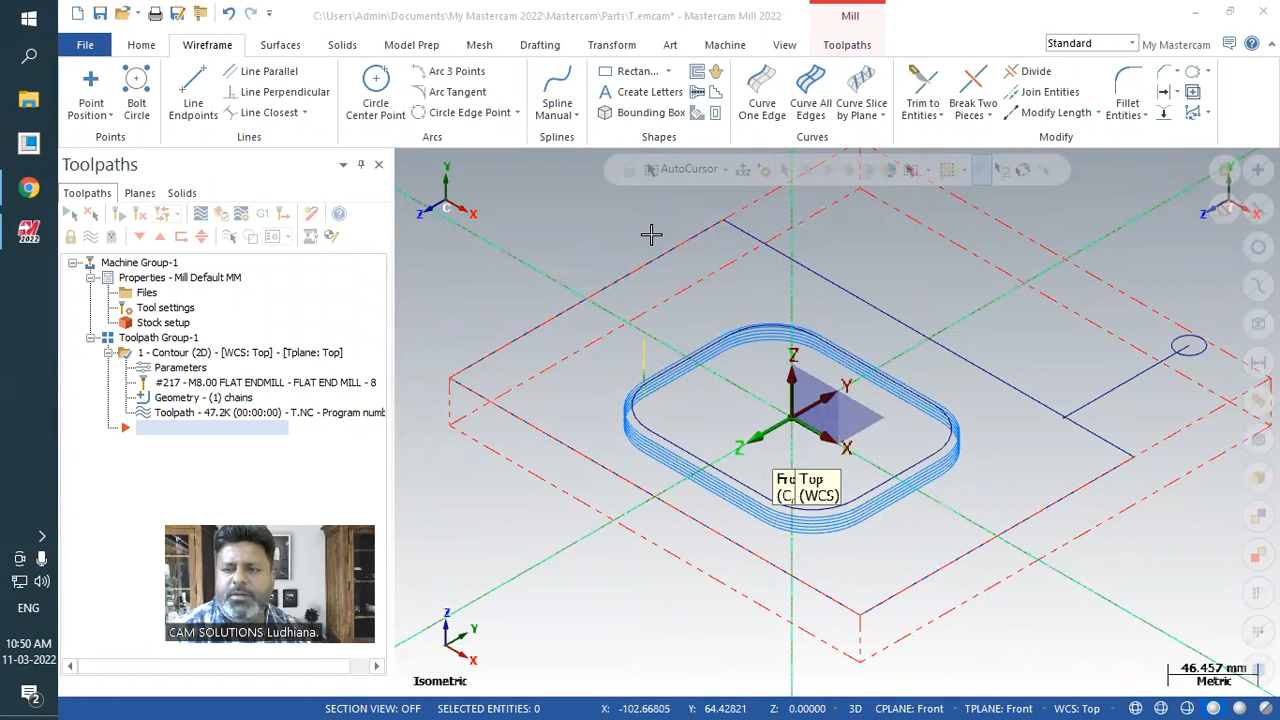 C:\Users\Admin\Documents\My Mastercam 2022\Mastercam\Parts\T.emcam* - Mastercam Mill 2022
Mill
File
Home
Wireframe
Surfaces
Solids
Model Prep
Mesh
Drafting
Transform
Art
Machine
View
Toolpaths
Standard
My Mastercam
Point Position
Bolt Circle
Points
Line Endpoints
Line Parallel
Line Perpendicular
Line Closest
Lines
Circle Center Point
Arc 3 Points
Arc Tangent
Circle Edge Point
Arcs
Spline Manual
Splines
Rectan...
Create Letters
Bounding Box
Shapes
Curve One Edge
Curve All Edges
Curve Slice by Plane
Curves
Trim to Entities
Break Two Pieces
Divide
Join Entities
Modify Length
Fillet Entities
Modify
Toolpaths
Toolpaths
Planes
Solids
G1
Machine Group-1
Properties - Mill Default MM
Files
Tool settings
Stock setup
Toolpath Group-1
1 - Contour (2D) - [WCS: Top] - [Tplane: Top]
Parameters
#217 - M8.00 FLAT ENDMILL - FLAT END MILL - 8
Geometry - (1) chains
Toolpath - 47.2K (00:00:00) - T.NC - Program numb
AutoCursor
Y
Z
C
X
Z
X
Z
Y
Z
X
Fro
(C,
Top
(WCS)
Z
Y
X
Isometric
46.457 mm
Metric
CAM SOLUTIONS Ludhiana.
2022
ENG
10:50 AM
11-03-2022
2
SECTION VIEW: OFF
SELECTED ENTITIES: 0
X: -102.66805
Y: 64.42821
Z: 0.00000
3D
CPLANE: Front
TPLANE: Front
WCS: Top